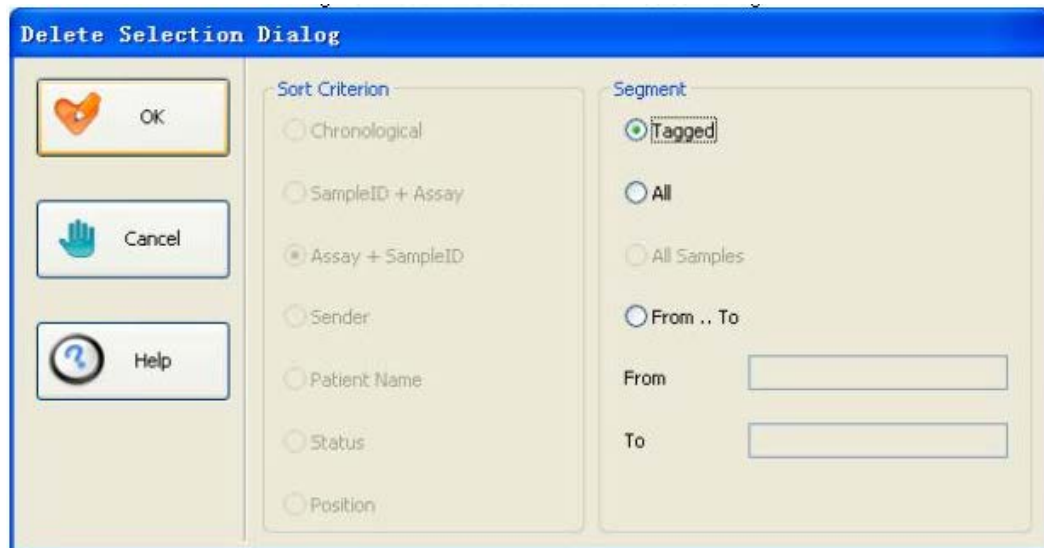 Delete Selection Dialog
OK
Cancel
Help
Sort Criterion
Chronological
SampleID + Assay
Assay + SampleID
Sender
Patient Name
Status
Position
Segment
Tagged
All
All Samples
From .. To
From
To